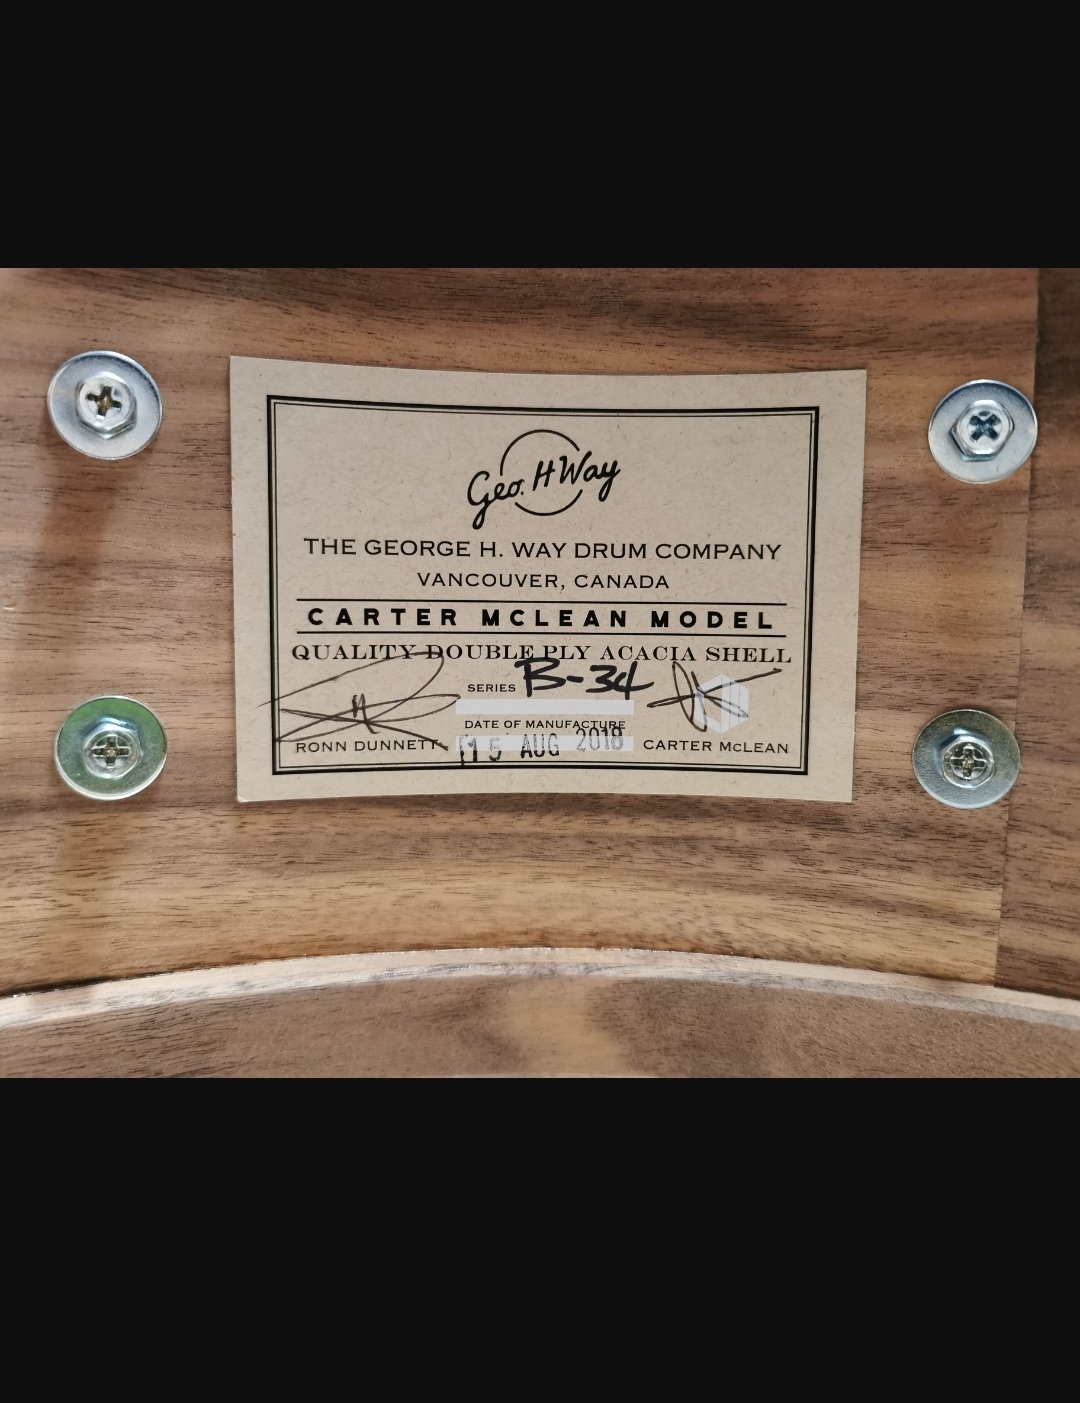 Geo. H Way
THE GEORGE H. WAY DRUM COMPANY
VANCOUVER, CANADA
CARTER MCLEAN MODEL
QUALITY DOUBLE PLY ACACIA SHELL
SERIES B-34
DATE OF MANUFACTURE
15 AUG 2018
RONN DUNNETT
CARTER McLEAN